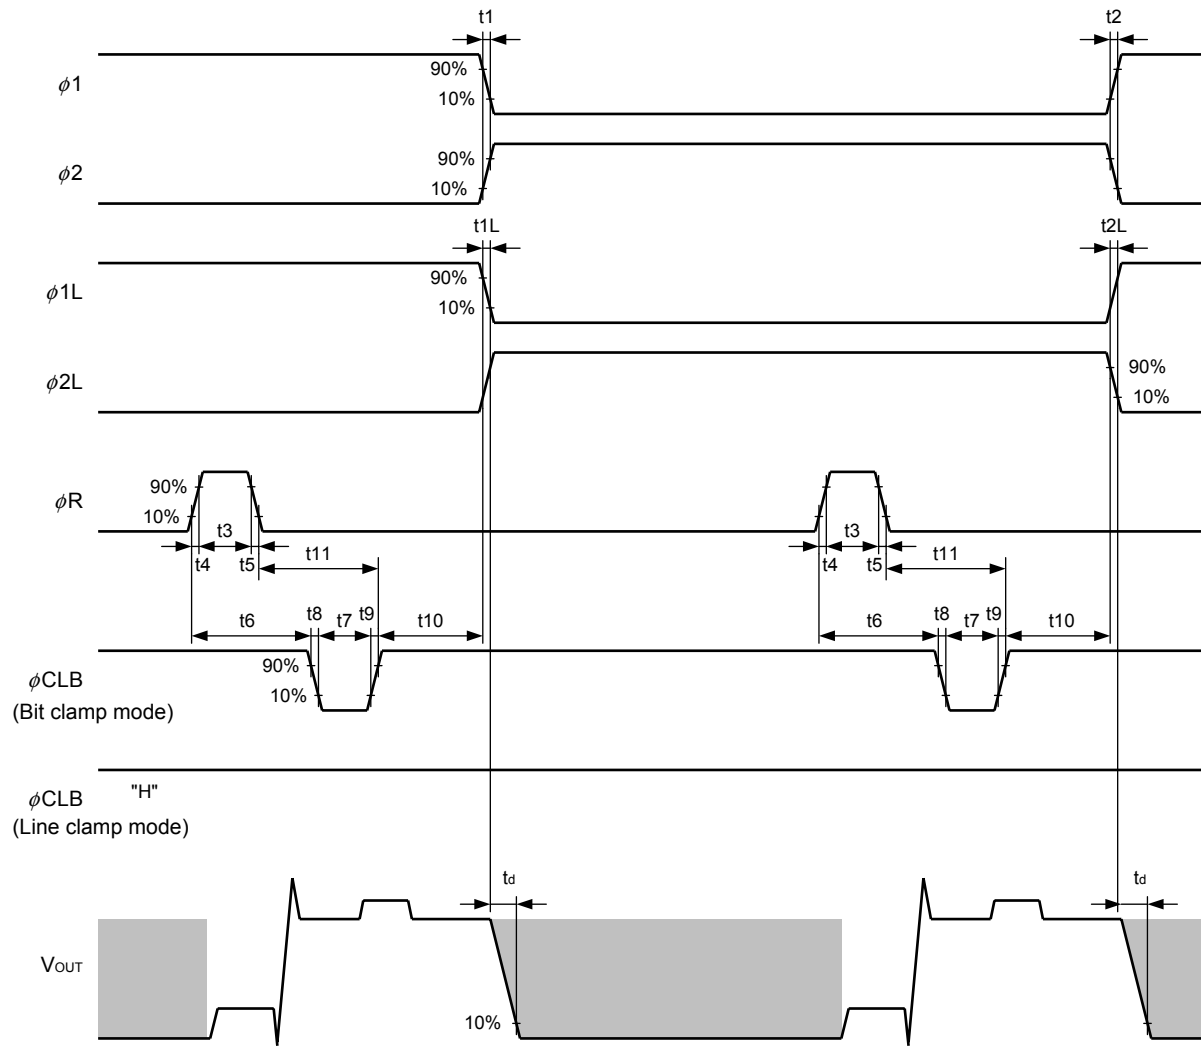 t1 t2
90%
ϕ1
10%
90%
ϕ2
10%
t1L t2L
90%
ϕ1L
10%
90%
ϕ2L
10%
90%
ϕR
10%
t3 t3
t11 t11
t4 t5 t4 t5
t6 t8 t7 t9 t10 t6 t8 t7 t9 t10
90%
ϕCLB
10%
(Bit clamp mode)
"H"
ϕCLB
(Line clamp mode)
td td
VOUT
10%